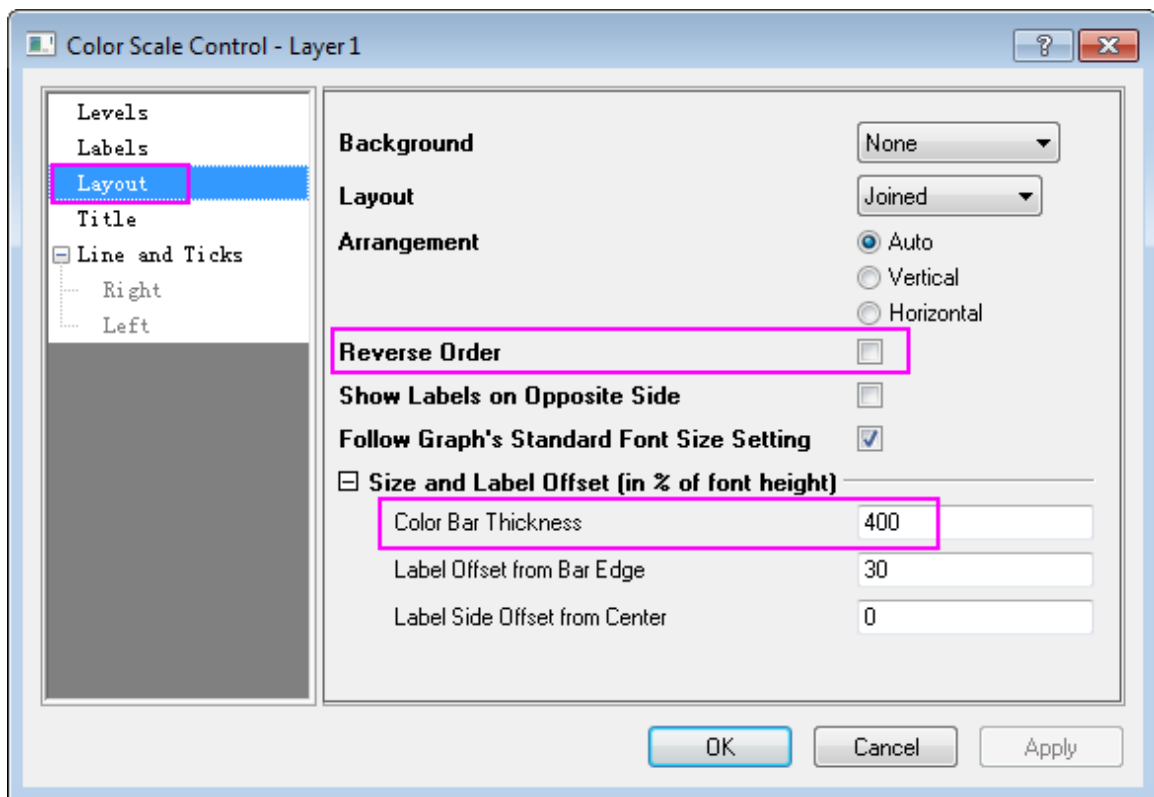 Color Scale Control - Layer 1
Levels
Labels
Layout
Title
Line and Ticks
Right
Left
Background None
Layout Joined
Arrangement Auto
Vertical
Horizontal
Reverse Order
Show Labels on Opposite Side
Follow Graph's Standard Font Size Setting
Size and Label Offset (in % of font height)
Color Bar Thickness 400
Label Offset from Bar Edge 30
Label Side Offset from Center 0
OK Cancel Apply